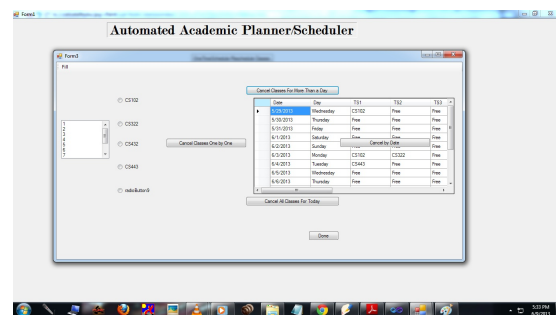 Form1
Automated Academic Planner/Scheduler
Form3
Fill
Cancel Classes For More Than a Day
CS102
CS322
CS432
CS443
radioButton5
1
2
3
4
5
6
7
Cancel Classes One by One
Date Day TS1 TS2 TS3
5/29/2013 Wednesday CS102 Free Free
5/30/2013 Thursday Free Free Free
5/31/2013 Friday Free Free Free
6/1/2013 Saturday Free
6/2/2013 Sunday Free
Cancel by Date
6/3/2013 Monday CS102 CS322 Free
6/4/2013 Tuesday CS443 Free Free
6/5/2013 Wednesday Free Free Free
6/6/2013 Thursday Free Free Free
Cancel All Classes For Today
Done
5:33 PM
6/9/2013